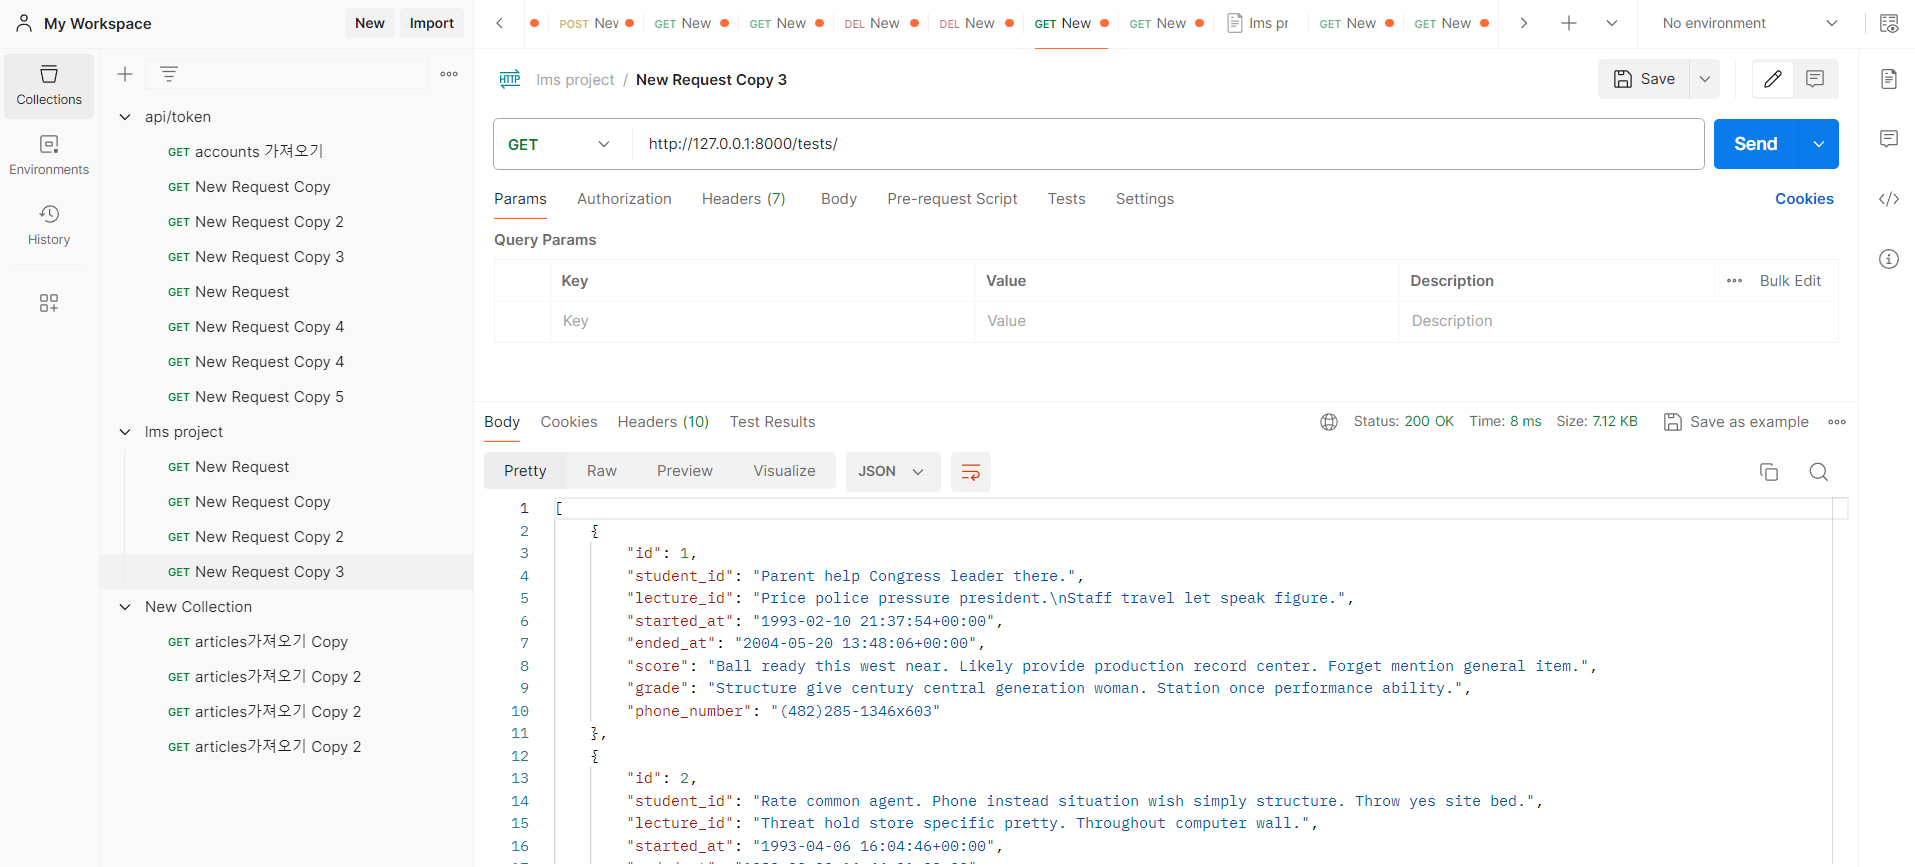 My Workspace
New
Import
POST New
GET New
GET New
DEL New
DEL New
GET New
GET New
lms pr
GET New
GET New
No environment
Collections
Environments
History
api/token
GET accounts 가져오기
GET New Request Copy
GET New Request Copy 2
GET New Request Copy 3
GET New Request
GET New Request Copy 4
GET New Request Copy 4
GET New Request Copy 5
lms project
GET New Request
GET New Request Copy
GET New Request Copy 2
GET New Request Copy 3
New Collection
GET articles가져오기 Copy
GET articles가져오기 Copy 2
GET articles가져오기 Copy 2
GET articles가져오기 Copy 2
HTTP lms project / New Request Copy 3
Save
GET http://127.0.0.1:8000/tests/
Send
Params Authorization Headers (7) Body Pre-request Script Tests Settings
Cookies
Query Params
Key Value Description ••• Bulk Edit
Key Value Description
Body Cookies Headers (10) Test Results
Status: 200 OK Time: 8 ms Size: 7.12 KB Save as example
Pretty Raw Preview Visualize JSON
1 [
2 {
3 "id": 1,
4 "student_id": "Parent help Congress leader there.",
5 "lecture_id": "Price police pressure president.\nStaff travel let speak figure.",
6 "started_at": "1993-02-10 21:37:54+00:00",
7 "ended_at": "2004-05-20 13:48:06+00:00",
8 "score": "Ball ready this west near. Likely provide production record center. Forget mention general item.",
9 "grade": "Structure give century central generation woman. Station once performance ability.",
10 "phone_number": "(482)285-1346x603"
11 },
12 {
13 "id": 2,
14 "student_id": "Rate common agent. Phone instead situation wish simply structure. Throw yes site bed.",
15 "lecture_id": "Threat hold store specific pretty. Throughout computer wall.",
16 "started_at": "1993-04-06 16:04:46+00:00",